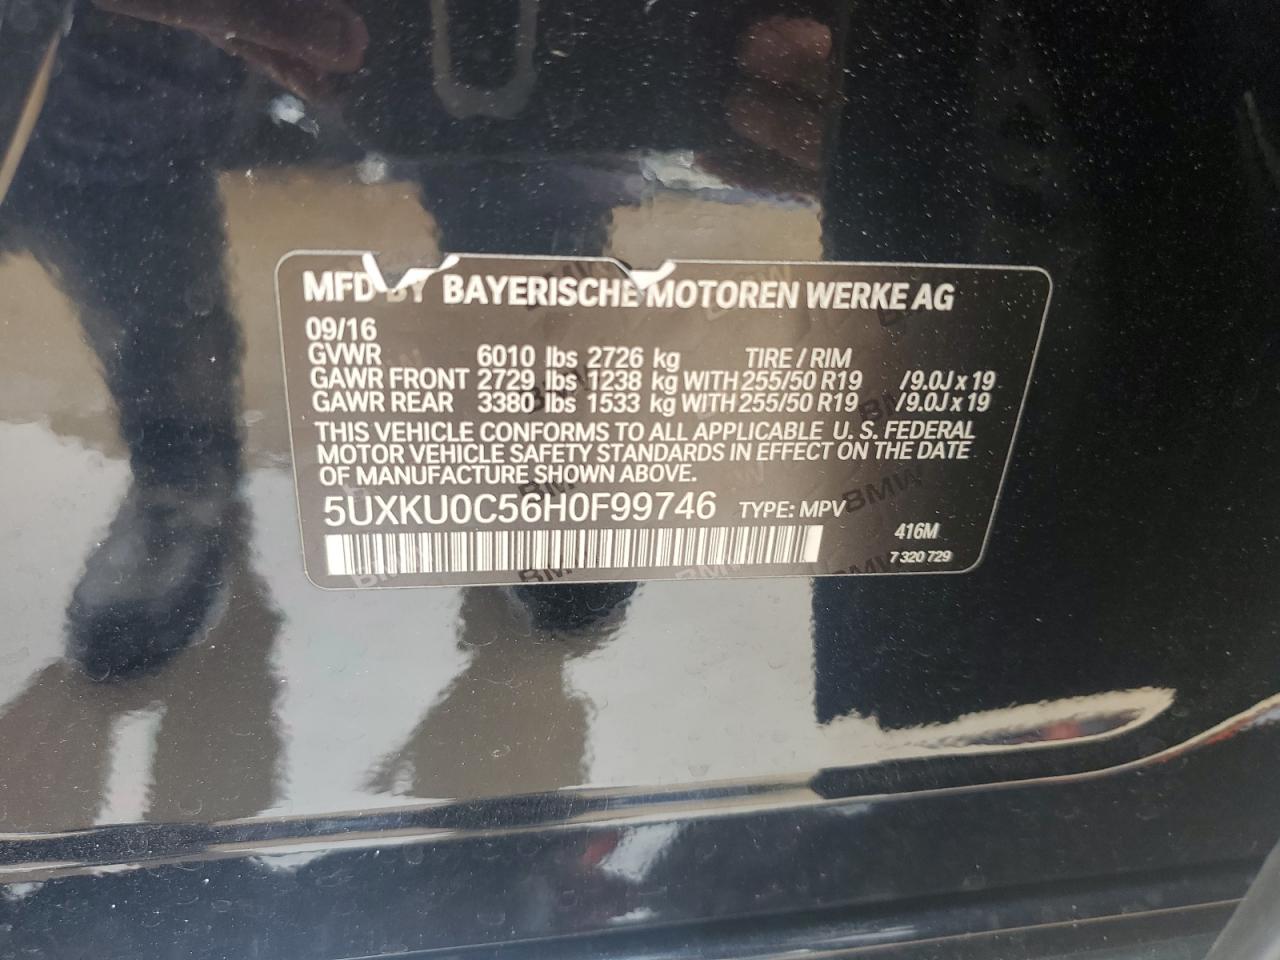 MFD BY BAYERISCHE MOTOREN WERKE AG
09/16
GVWR 6010 lbs 2726 kg TIRE / RIM
GAWR FRONT 2729 lbs 1238 kg WITH 255/50 R19 /9.0J x 19
GAWR REAR 3380 lbs 1533 kg WITH 255/50 R19 /9.0J x 19
THIS VEHICLE CONFORMS TO ALL APPLICABLE U. S. FEDERAL
MOTOR VEHICLE SAFETY STANDARDS IN EFFECT ON THE DATE
OF MANUFACTURE SHOWN ABOVE.
5UXKU0C56H0F99746 TYPE: MPV
416M
7 320 729